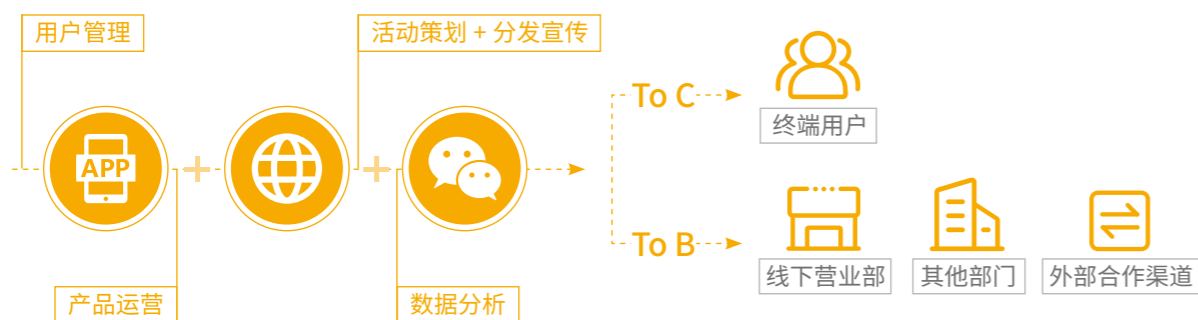 用户管理
活动策划 + 分发宣传
APP
To C
终端用户
To B
线下营业部
其他部门
外部合作渠道
产品运营
数据分析